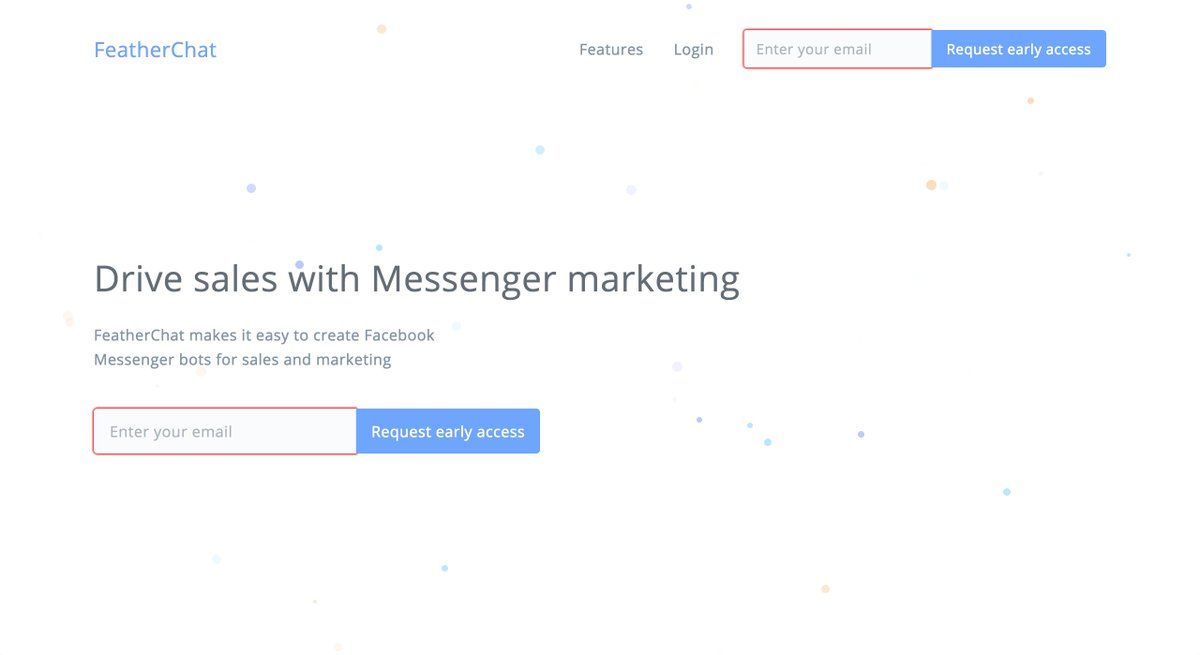 FeatherChat
Features
Login
Enter your email
Request early access
Drive sales with Messenger marketing
FeatherChat makes it easy to create Facebook
Messenger bots for sales and marketing
Enter your email
Request early access